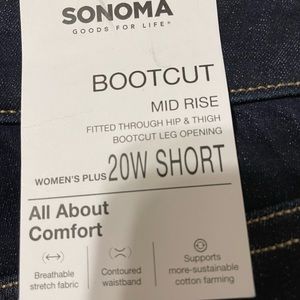 SONOMA
GOODS FOR LIFE®
BOOTCUT
MID RISE
FITTED THROUGH HIP & THIGH
BOOTCUT LEG OPENING
WOMEN'S PLUS 20W SHORT
All About
Comfort
Breathable
stretch fabric
Contoured
waistband
Supports
more-sustainable
cotton farming